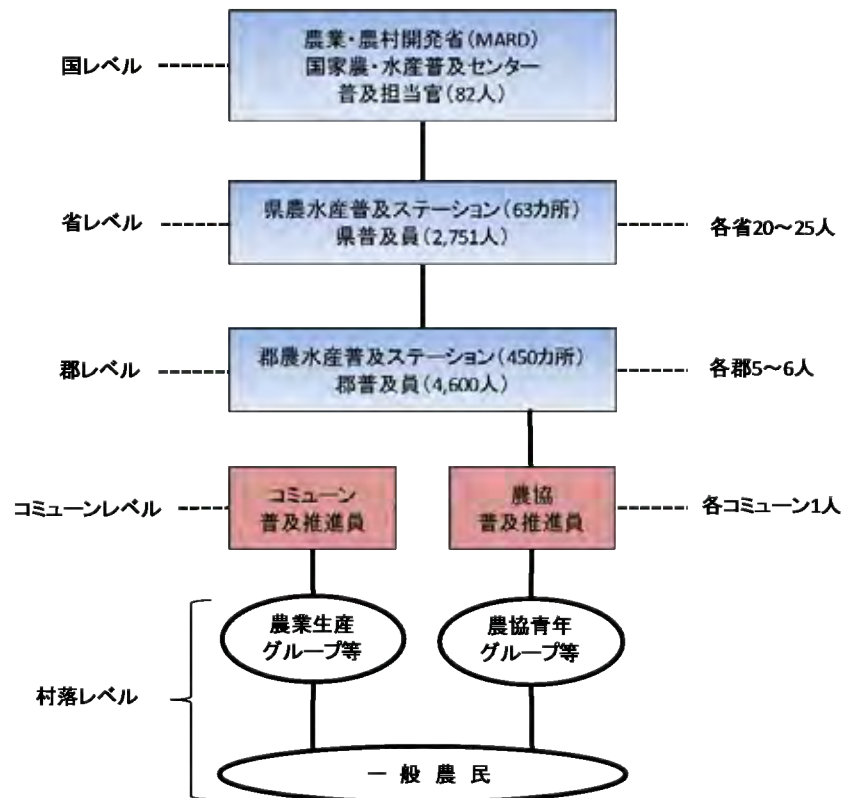 農業・農村開発省(MARD)
国家農・水産普及センター
普及担当官(82人)
国レベル
県農水産普及ステーション(63カ所)
県普及員(2,751人)
省レベル
各省20～25人
郡農水産普及ステーション(450カ所)
郡普及員(4,600人)
郡レベル
各郡5～6人
コミューンレベル
コミューン
普及推進員
農協
普及推進員
各コミューン1人
農業生産
グループ等
農協青年
グループ等
村落レベル
一 般 農 民